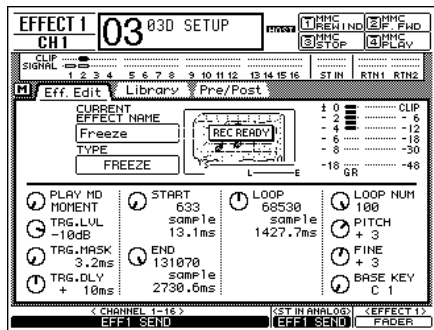 EFFECT 1
CH1
03 03D SETUP
HOST
1 MMC REWIND
2 MMC F. FWD
3 MMC STOP
4 MMC PLAY
CLIP
SIGNAL
1 2 3 4 5 6 7 8 9 10 11 12 13 14 15 16 ST IN RTN1 RTN2
M Eff. Edit Library Pre/Post
CURRENT
EFFECT NAME
Freeze
TYPE
FREEZE
REC READY
L E
± 0 CLIP
- 2 - 6
- 4 -12
- 6 -18
- 8 -30
-18 GR -48
PLAY MD
MOMENT
TRG.LVL
-10dB
TRG.MASK
3.2ms
TRG.DLY
+ 10ms
START
633
sample
13.1ms
END
131070
sample
2730.6ms
LOOP
68530
sample
1427.7ms
LOOP NUM
100
PITCH
+ 3
FINE
+ 3
BASE KEY
C 1
< CHANNEL 1-16 > <ST IN ANALOG> <EFFECT 1>
EFF1 SEND EFF1 SEND FADER